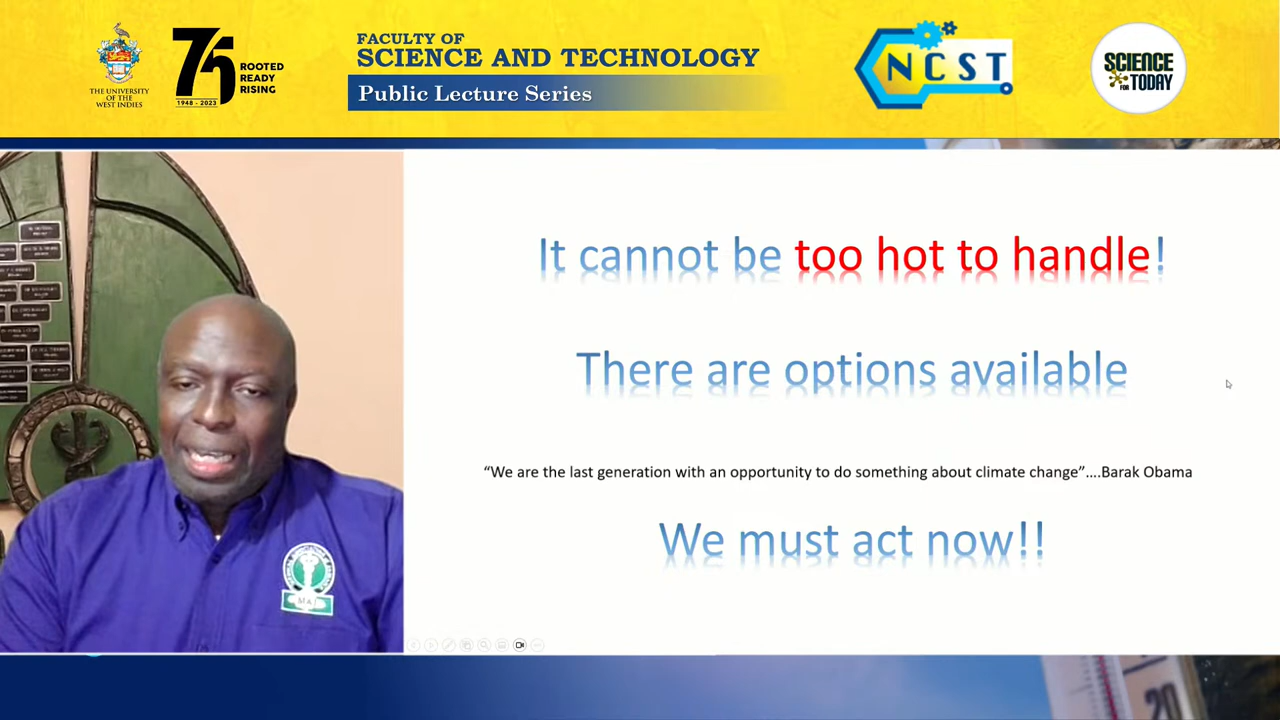 THE UNIVERSITY
OF THE
WEST INDIES
75
1948 - 2023
ROOTED
READY
RISING
FACULTY OF
SCIENCE AND TECHNOLOGY
Public Lecture Series
NCST
SCIENCE
FOR TODAY
It cannot be too hot to handle!
There are options available
“We are the last generation with an opportunity to do something about climate change”….Barak Obama
We must act now!!
MAJ
20